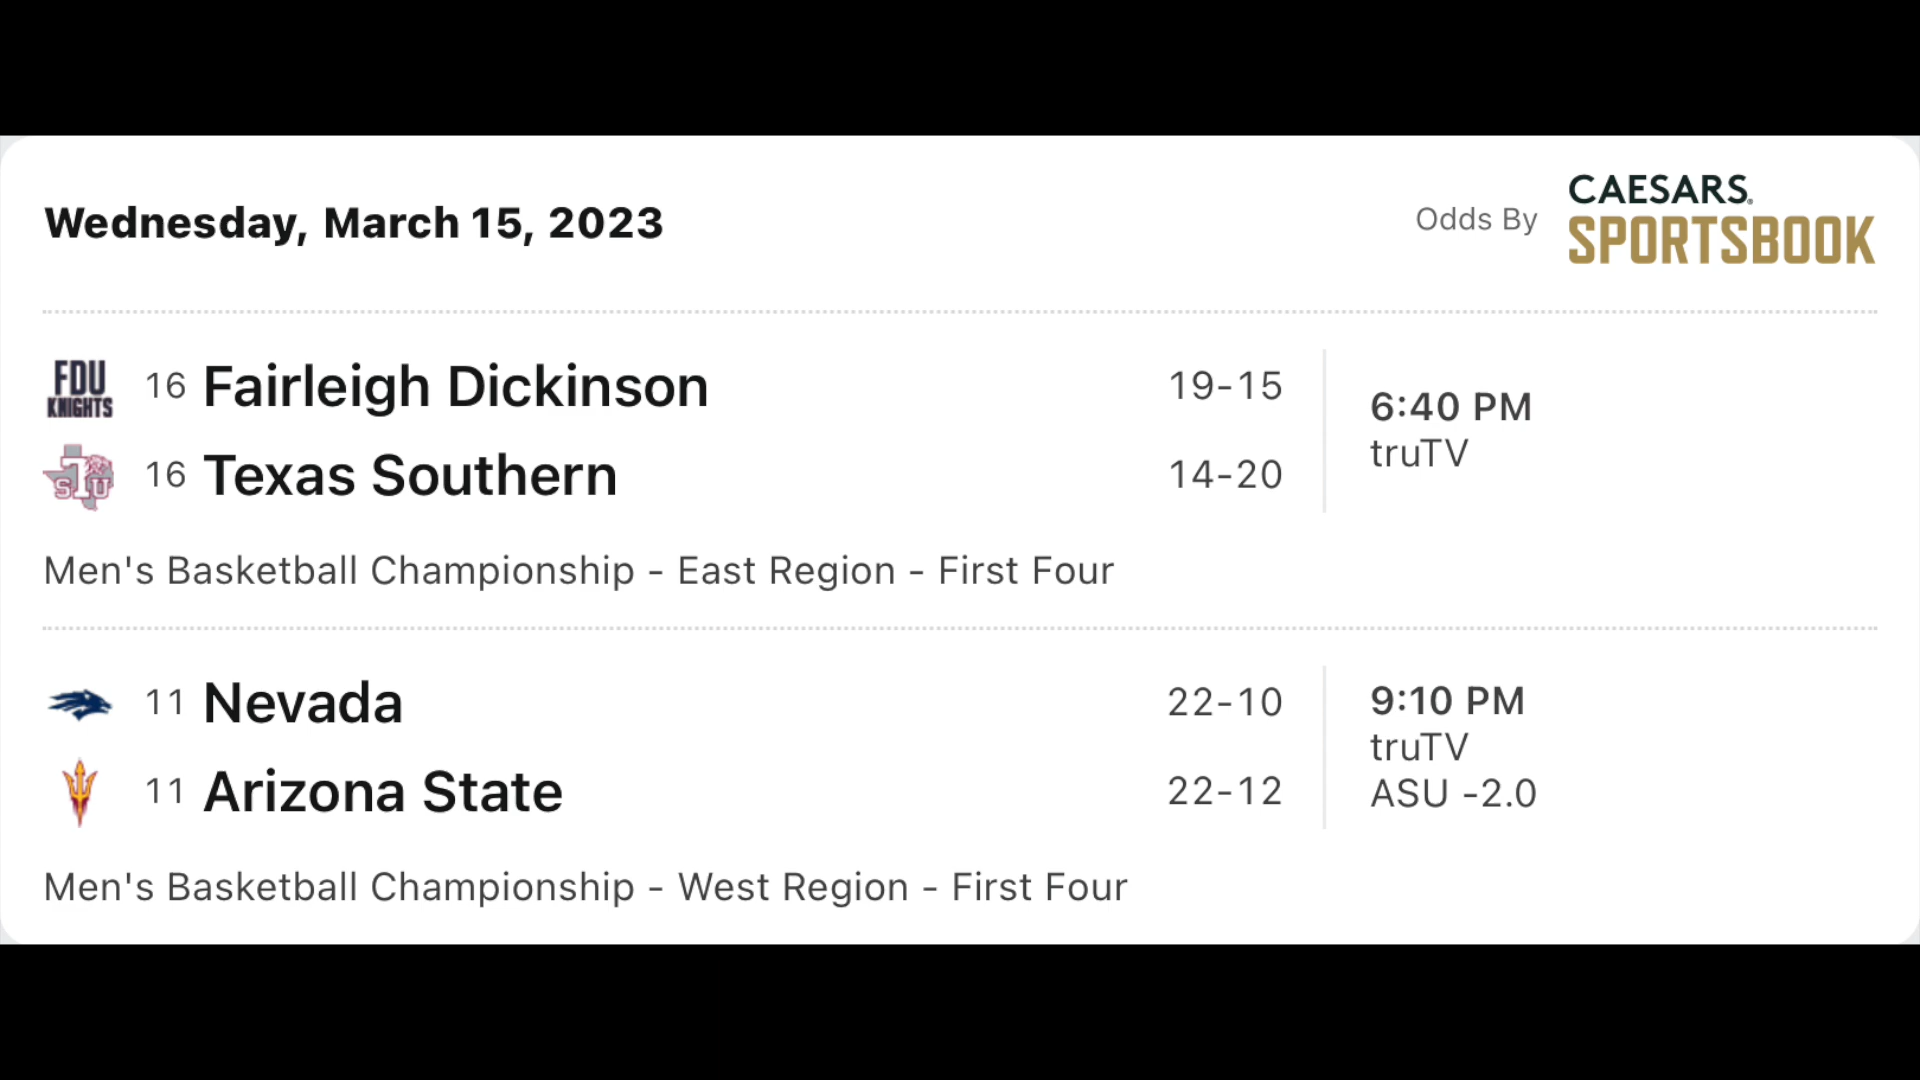 Wednesday, March 15, 2023
Odds By
CAESARS
SPORTSBOOK
FDU
KNIGHTS
16 Fairleigh Dickinson 19-15
6:40 PM
truTV
TSU
16 Texas Southern 14-20
Men's Basketball Championship - East Region - First Four
11 Nevada 22-10
9:10 PM
truTV
ASU -2.0
11 Arizona State 22-12
Men's Basketball Championship - West Region - First Four